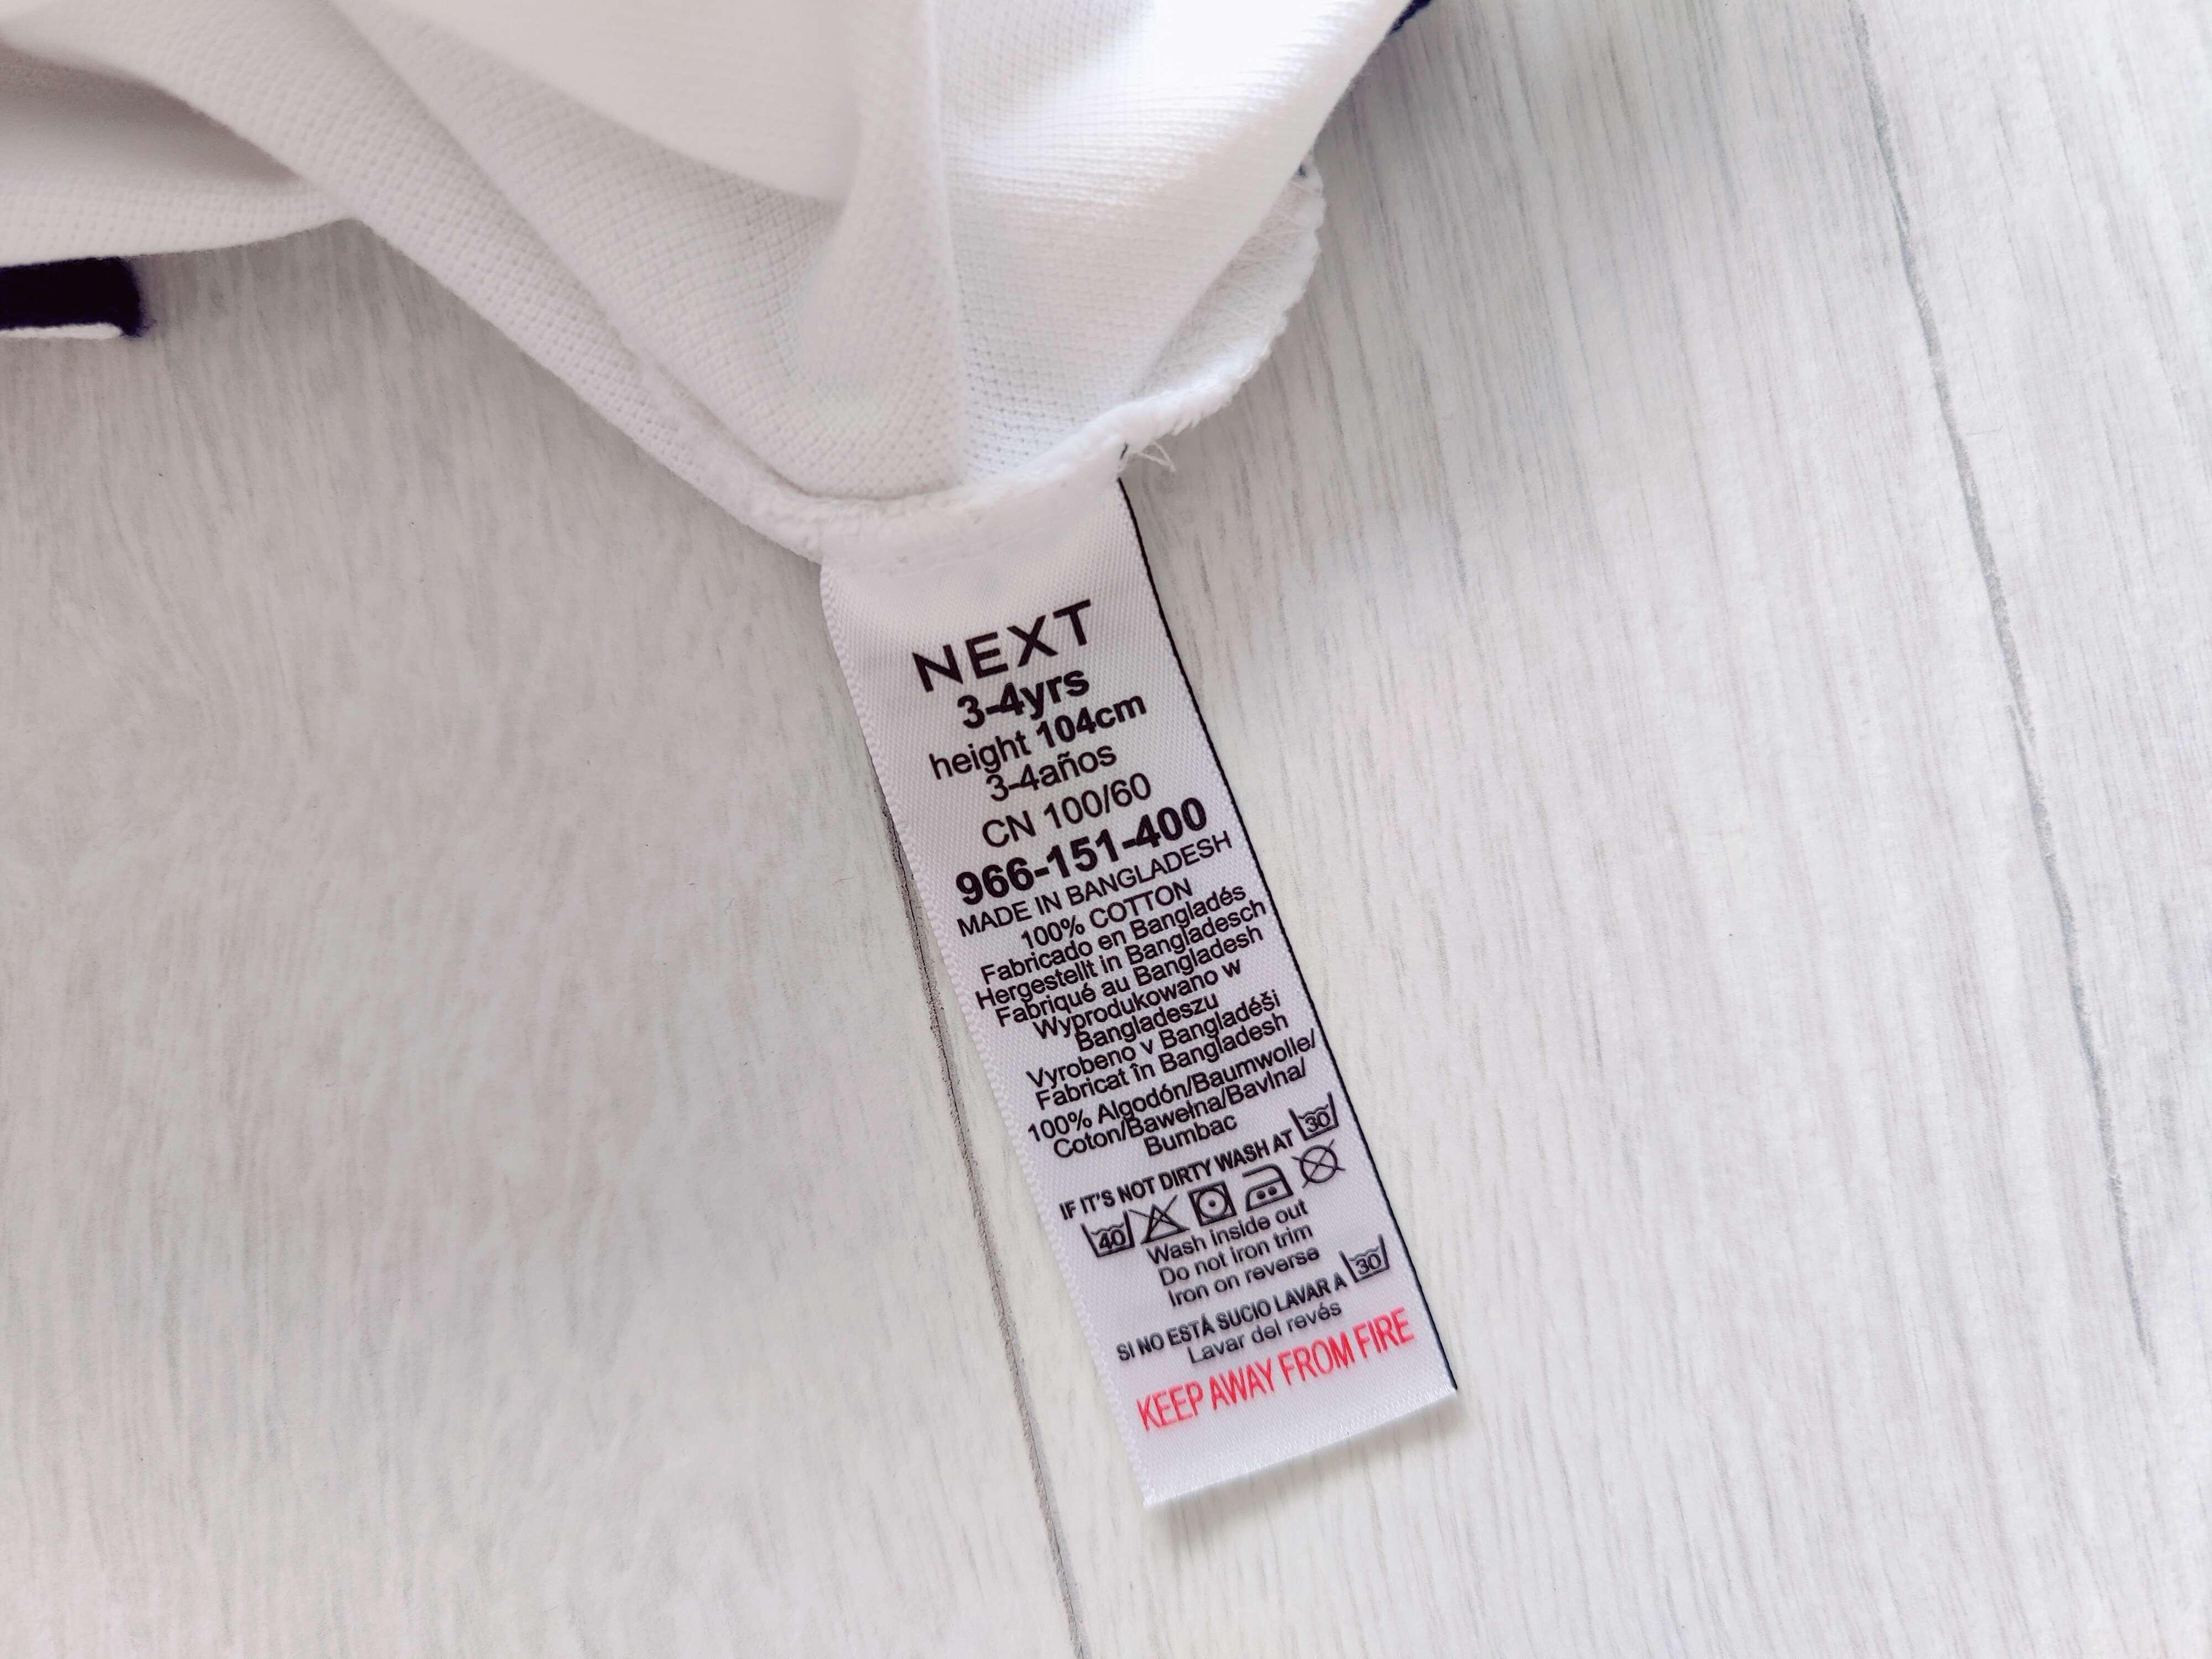 NEXT
3-4yrs
height 104cm
3-4años
CN 100/60
966-151-400
MADE IN BANGLADESH
100% COTTON
Fabricado en Bangladés
Hergestellt in Bangladesch
Fabriqué au Bangladesh
Wyprodukowano w
Bangladeszu
Vyrobeno v Bangladéši
Fabricat în Bangladesh
100% Algodón/Baumwolle/
Coton/Bawełna/Bavlna/
Bumbac
IF IT'S NOT DIRTY WASH AT 30
40
Wash inside out
Do not iron trim
Iron on reverse
SI NO ESTÁ SUCIO LAVAR A 30
Lavar del revés
KEEP AWAY FROM FIRE